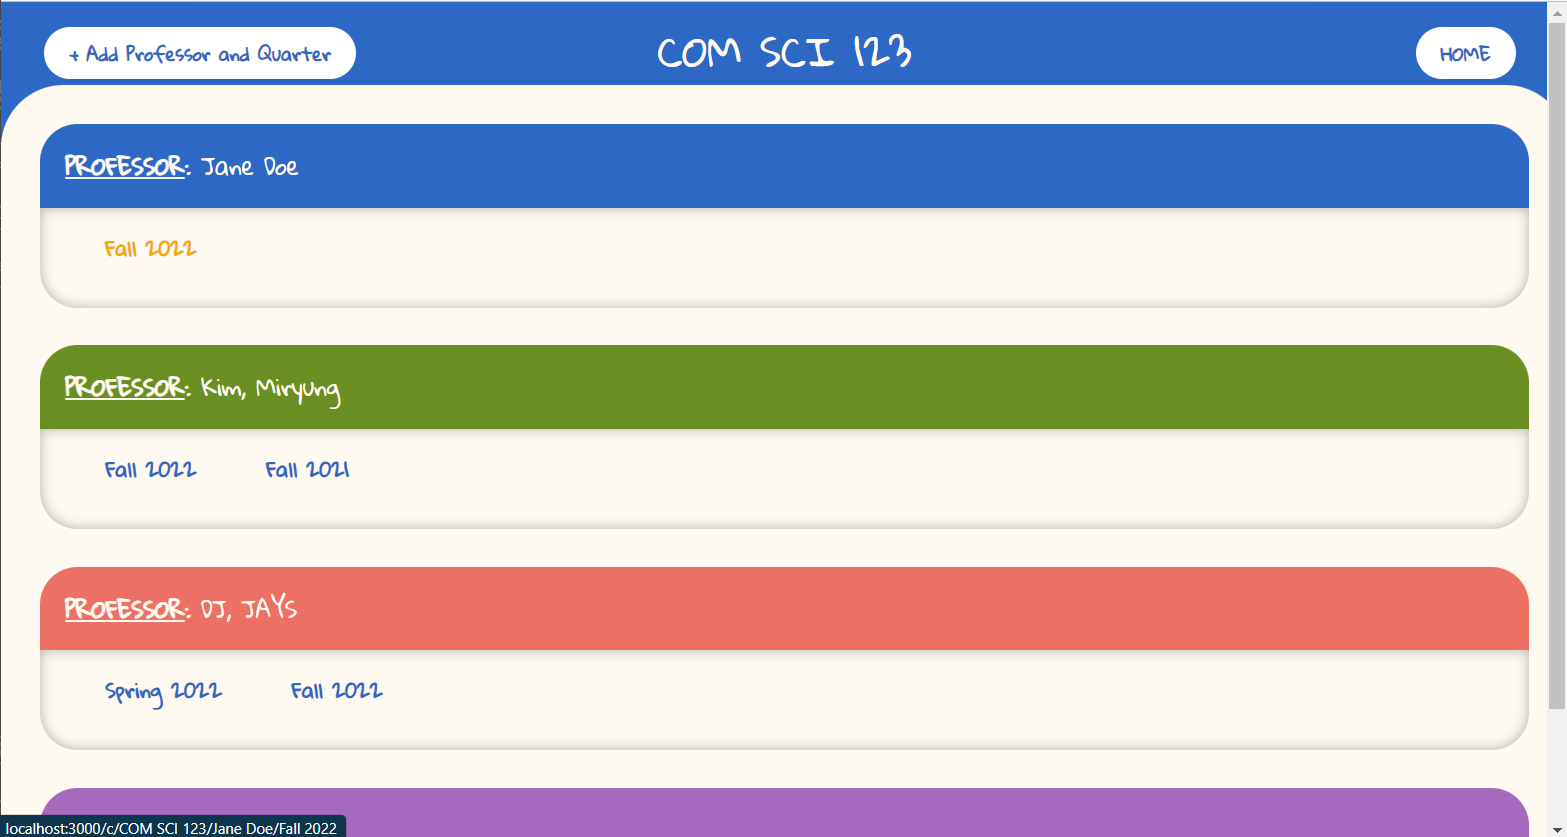 + Add Professor and Quarter
COM SCI 123
HOME
PROFESSOR: Jane Doe
Fall 2022
PROFESSOR: Kim, Miryung
Fall 2022 Fall 2021
PROFESSOR: DJ, JAYS
Spring 2022 Fall 2022
localhost:3000/c/COM SCI 123/Jane Doe/Fall 2022